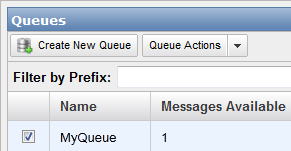 Queues
Create New Queue Queue Actions
Filter by Prefix:
Name Messages Available
MyQueue 1